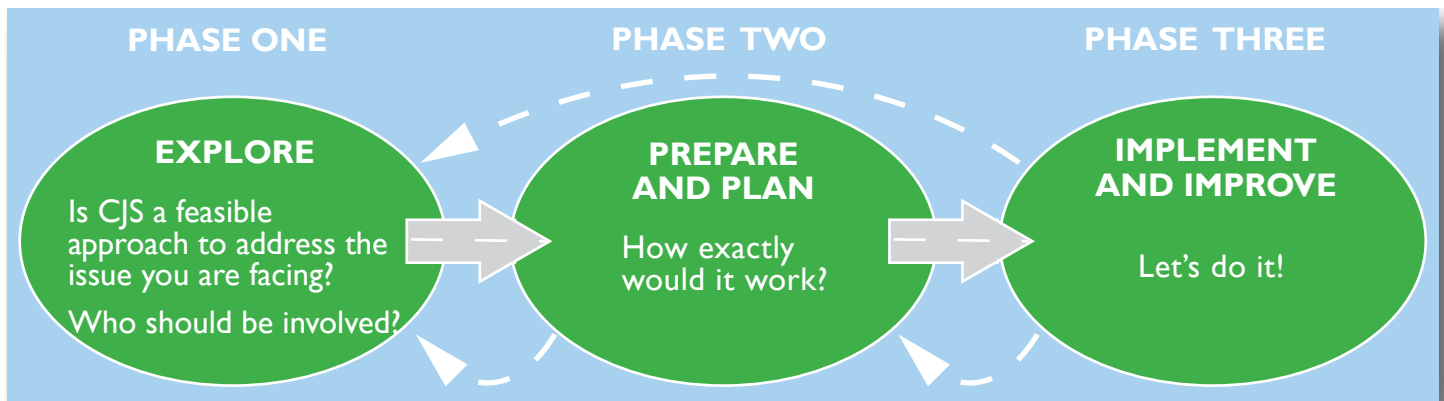 PHASE ONE
PHASE TWO
PHASE THREE
EXPLORE
Is CJS a feasible
approach to address the
issue you are facing?
Who should be involved?
PREPARE
AND PLAN
How exactly
would it work?
IMPLEMENT
AND IMPROVE
Let's do it!